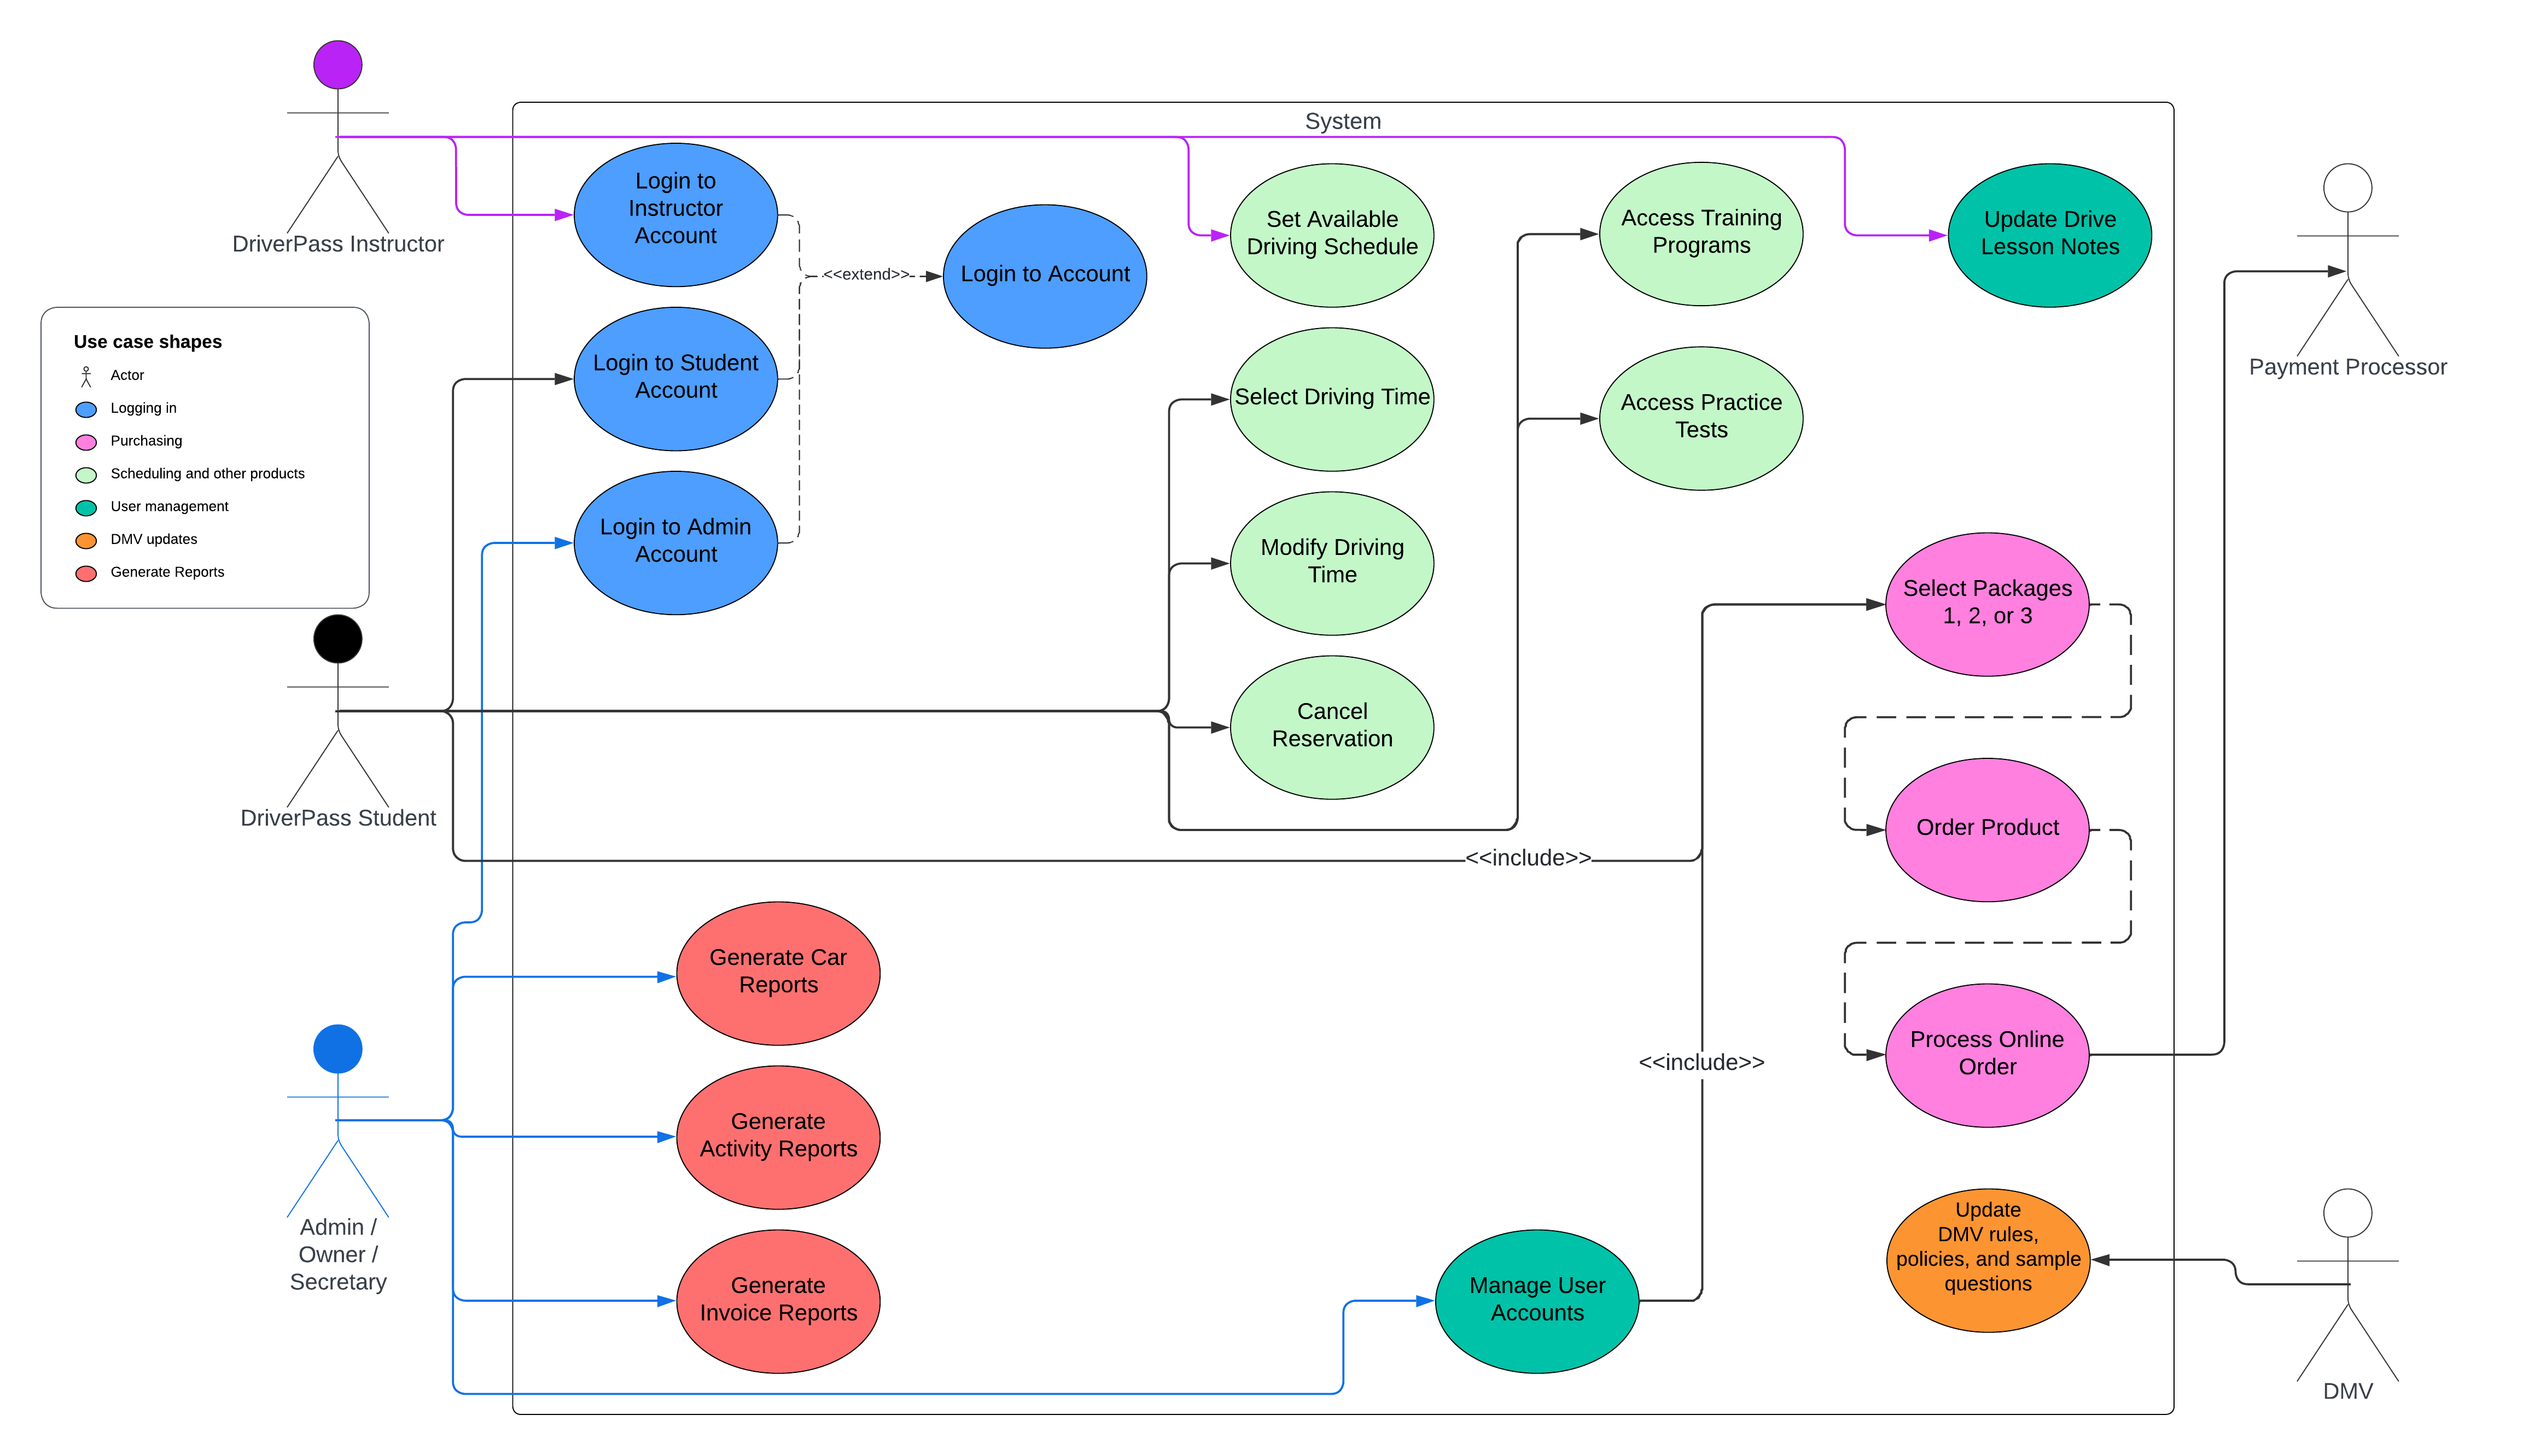 System
DriverPass Instructor
Login to
Instructor
Account
Login to Student
Account
Login to Admin
Account
<<extend>>
Login to Account
Set Available
Driving Schedule
Select Driving Time
Modify Driving
Time
Cancel
Reservation
Access Training
Programs
Access Practice
Tests
Update Drive
Lesson Notes
Payment Processor
Use case shapes
Actor
Logging in
Purchasing
Scheduling and other products
User management
DMV updates
Generate Reports
DriverPass Student
Select Packages
1, 2, or 3
Order Product
<<include>>
Process Online
Order
<<include>>
Generate Car
Reports
Generate
Activity Reports
Generate
Invoice Reports
Admin /
Owner /
Secretary
Manage User
Accounts
Update
DMV rules,
policies, and sample
questions
DMV